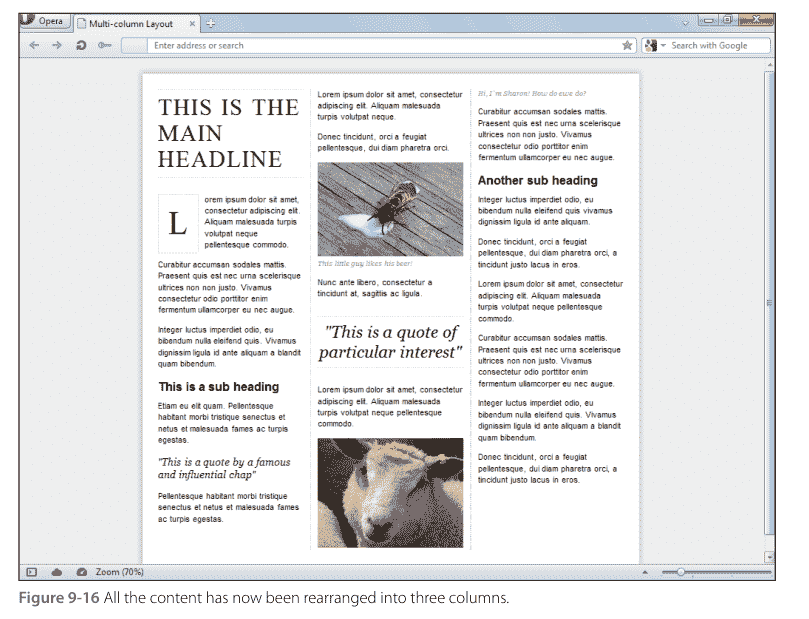 Opera
Multi-column Layout
Enter address or search
Search with Google
THIS IS THE
MAIN
HEADLINE
L
orem ipsum dolor sit amet,
consectetur adipiscing elit.
Aliquam malesuada turpis
volutpat neque
pellentesque commodo.
Curabitur accumsan sodales mattis.
Praesent quis est nec urna scelerisque
ultrices non non justo. Vivamus
consectetur odio porttitor enim
fermentum ullamcorper eu nec augue.
Integer luctus imperdiet odio, eu
bibendum nulla eleifend quis. Vivamus
dignissim ligula id ante aliquam a blandit
quam bibendum.
This is a sub heading
Etiam eu elit quam. Pellentesque
habitant morbi tristique senectus et
netus et malesuada fames ac turpis
egestas.
"This is a quote by a famous
and influential chap"
Pellentesque habitant morbi tristique
senectus et netus et malesuada fames
ac turpis egestas.
Lorem ipsum dolor sit amet, consectetur
adipiscing elit. Aliquam malesuada
turpis volutpat neque.
Donec tincidunt, orci a feugiat
pellentesque, dui diam pharetra orci.
This little guy likes his beer!
Nunc ante libero, consectetur a
tincidunt at, sagittis ac ligula.
"This is a quote of
particular interest"
Lorem ipsum dolor sit amet, consectetur
adipiscing elit. Aliquam malesuada
turpis volutpat neque pellentesque
commodo.
Hi, I'm Sharon! How do ewe do?
Curabitur accumsan sodales mattis.
Praesent quis est nec urna scelerisque
ultrices non non justo. Vivamus
consectetur odio porttitor enim
fermentum ullamcorper eu nec augue.
Another sub heading
Integer luctus imperdiet odio, eu
bibendum nulla eleifend quis vivamus
dignissim ligula id ante aliquam.
Donec tincidunt, orci a feugiat
pellentesque, dui diam pharetra orci, a
tincidunt justo lacus in eros.
Lorem ipsum dolor sit amet, consectetur
adipiscing elit. Aliquam malesuada
turpis volutpat neque pellentesque
commodo.
Curabitur accumsan sodales mattis.
Praesent quis est nec urna scelerisque
ultrices non non justo. Vivamus
consectetur odio porttitor enim
fermentum ullamcorper eu nec augue.
Integer luctus imperdiet odio, eu
bibendum nulla eleifend quis. Vivamus
dignissim ligula id ante aliquam a blandit
quam bibendum.
Donec tincidunt, orci a feugiat
pellentesque, dui diam pharetra orci, a
tincidunt justo lacus in eros.
Zoom (70%)
Figure 9-16 All the content has now been rearranged into three columns.